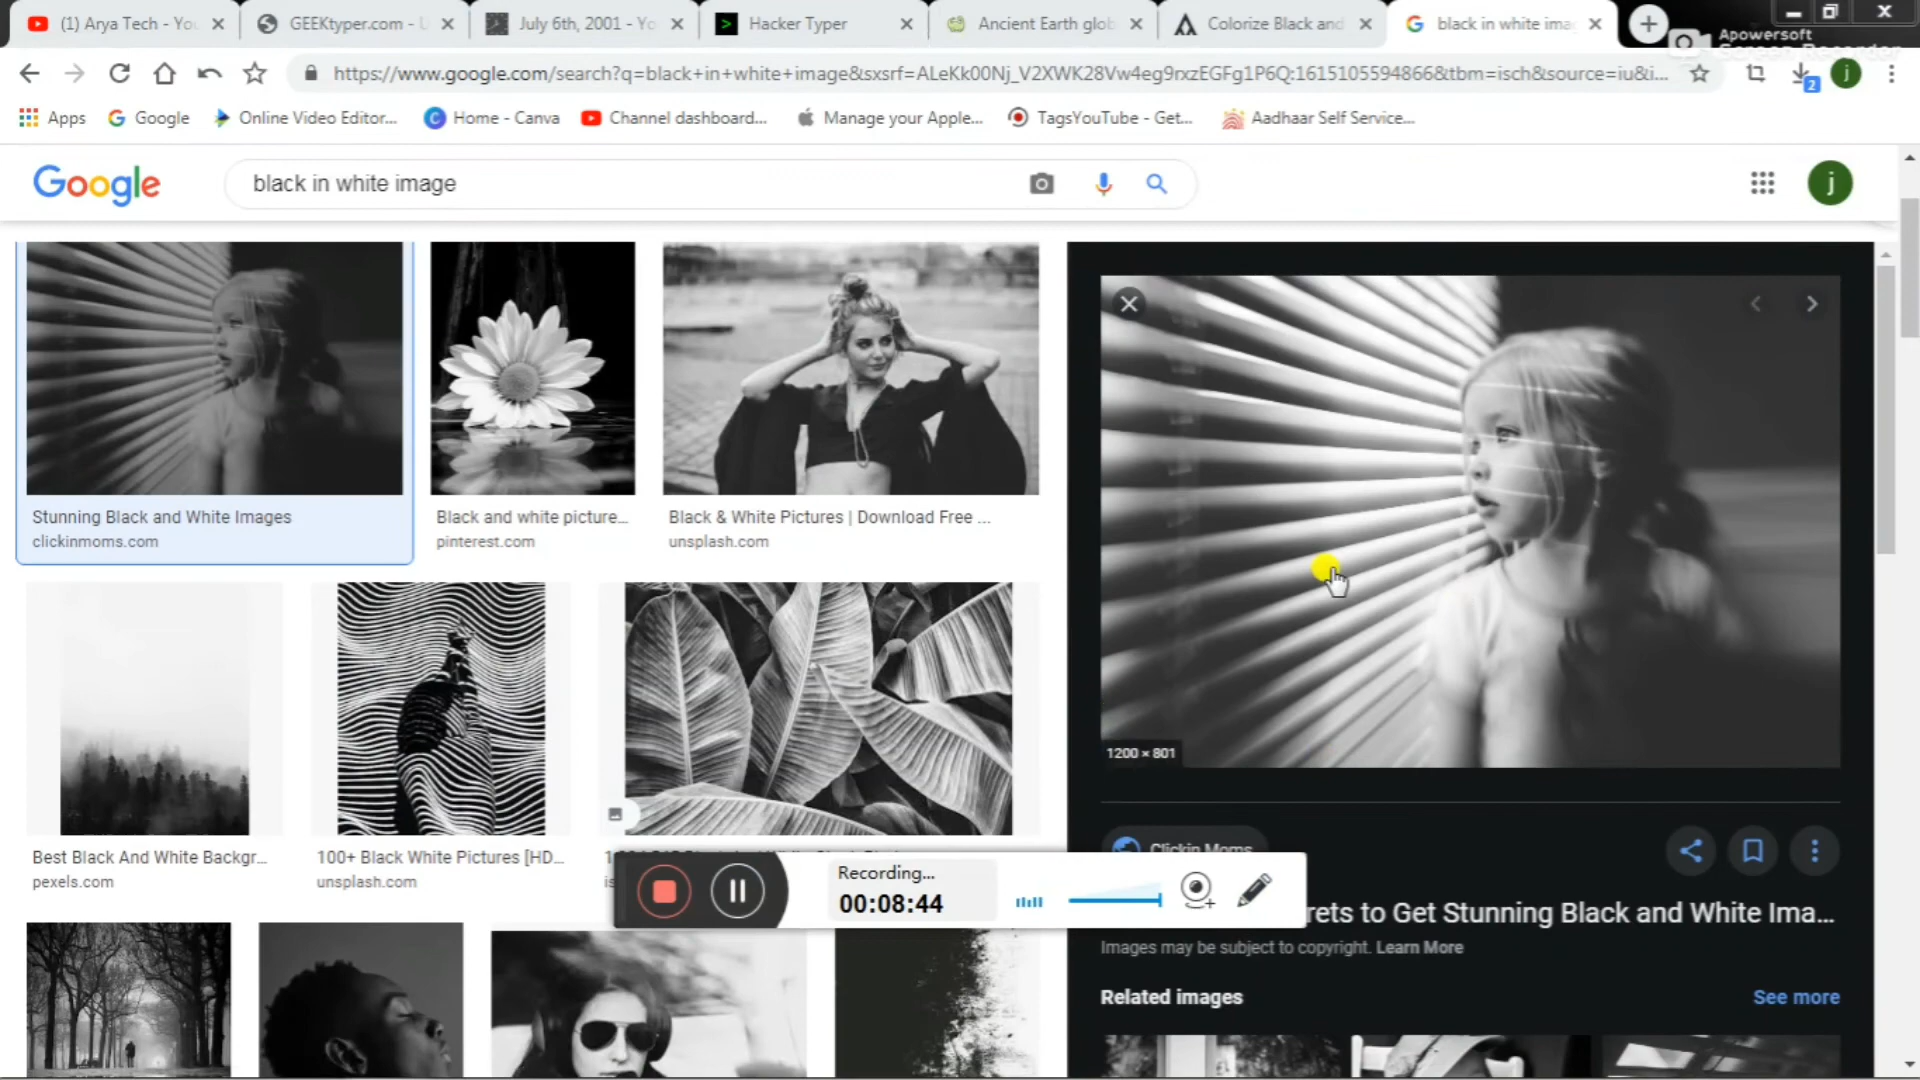 (1) Arya Tech - You
GEEKtyper.com - U
July 6th, 2001 - Yo
Hacker Typer
Ancient Earth glob
Colorize Black and
black in white imag
Apowersoft
Screen Recorder
https://www.google.com/search?q=black+in+white+image&sxsrf=ALeKk00Nj_V2XWK28Vw4eg9rxzEGFg1P6Q:1615105594866&tbm=isch&source=iu&i...
2
j
Apps
Google
Online Video Editor...
Home - Canva
Channel dashboard...
Manage your Apple...
TagsYouTube - Get...
Aadhaar Self Service...
Google
black in white image
j
Stunning Black and White Images
clickinmoms.com
Black and white picture...
pinterest.com
Black & White Pictures | Download Free ...
unsplash.com
1200 × 801
Best Black And White Backgr...
pexels.com
100+ Black White Pictures [HD...
unsplash.com
Clickin Moms
Recording...
00:08:44
rets to Get Stunning Black and White Ima...
Images may be subject to copyright. Learn More
Related images
See more